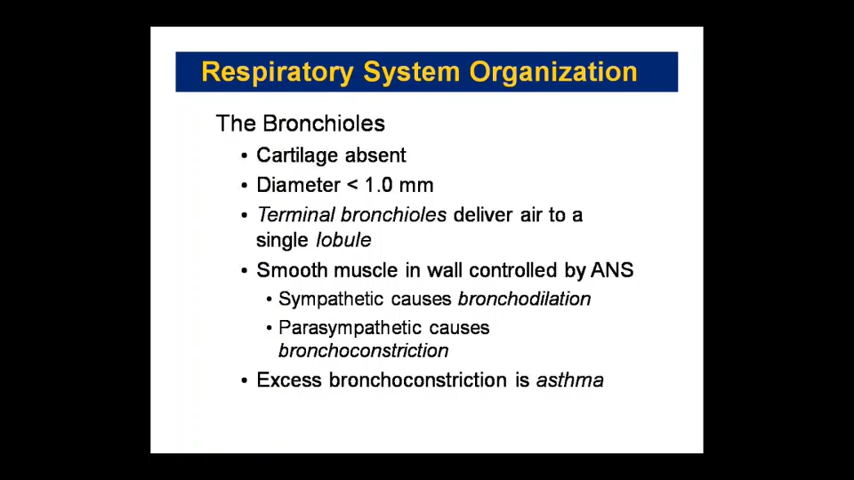 Respiratory System Organization
The Bronchioles
• Cartilage absent
• Diameter < 1.0 mm
• Terminal bronchioles deliver air to a
single lobule
• Smooth muscle in wall controlled by ANS
• Sympathetic causes bronchodilation
• Parasympathetic causes
bronchoconstriction
• Excess bronchoconstriction is asthma